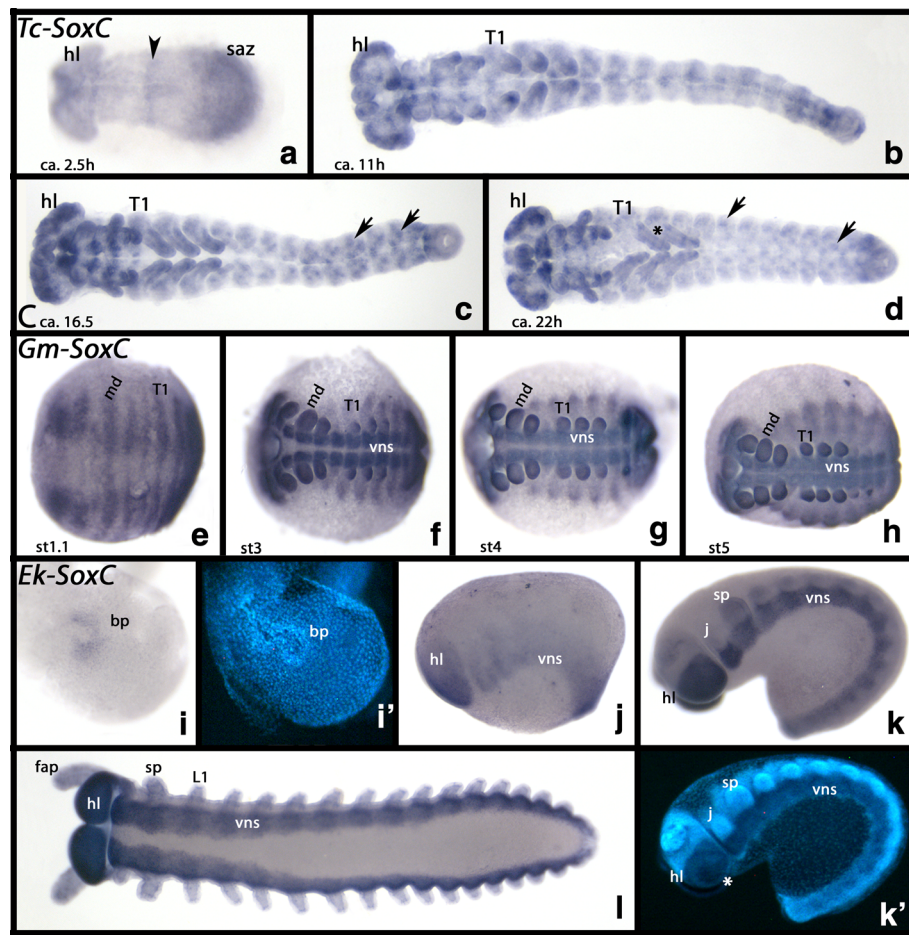 Tc-SoxC
hl
saz
ca. 2.5h
a
hl
T1
ca. 11h
b
hl
T1
C ca. 16.5
c
hl
T1
*
ca. 22h
d
Gm-SoxC
md
T1
st1.1
e
md
T1
vns
st3
f
md
T1
vns
st4
g
md
T1
vns
st5
h
Ek-SoxC
bp
i
bp
i’
hl
vns
j
sp
vns
j
hl
k
fap
sp
L1
hl
vns
l
sp
vns
j
hl
*
k’